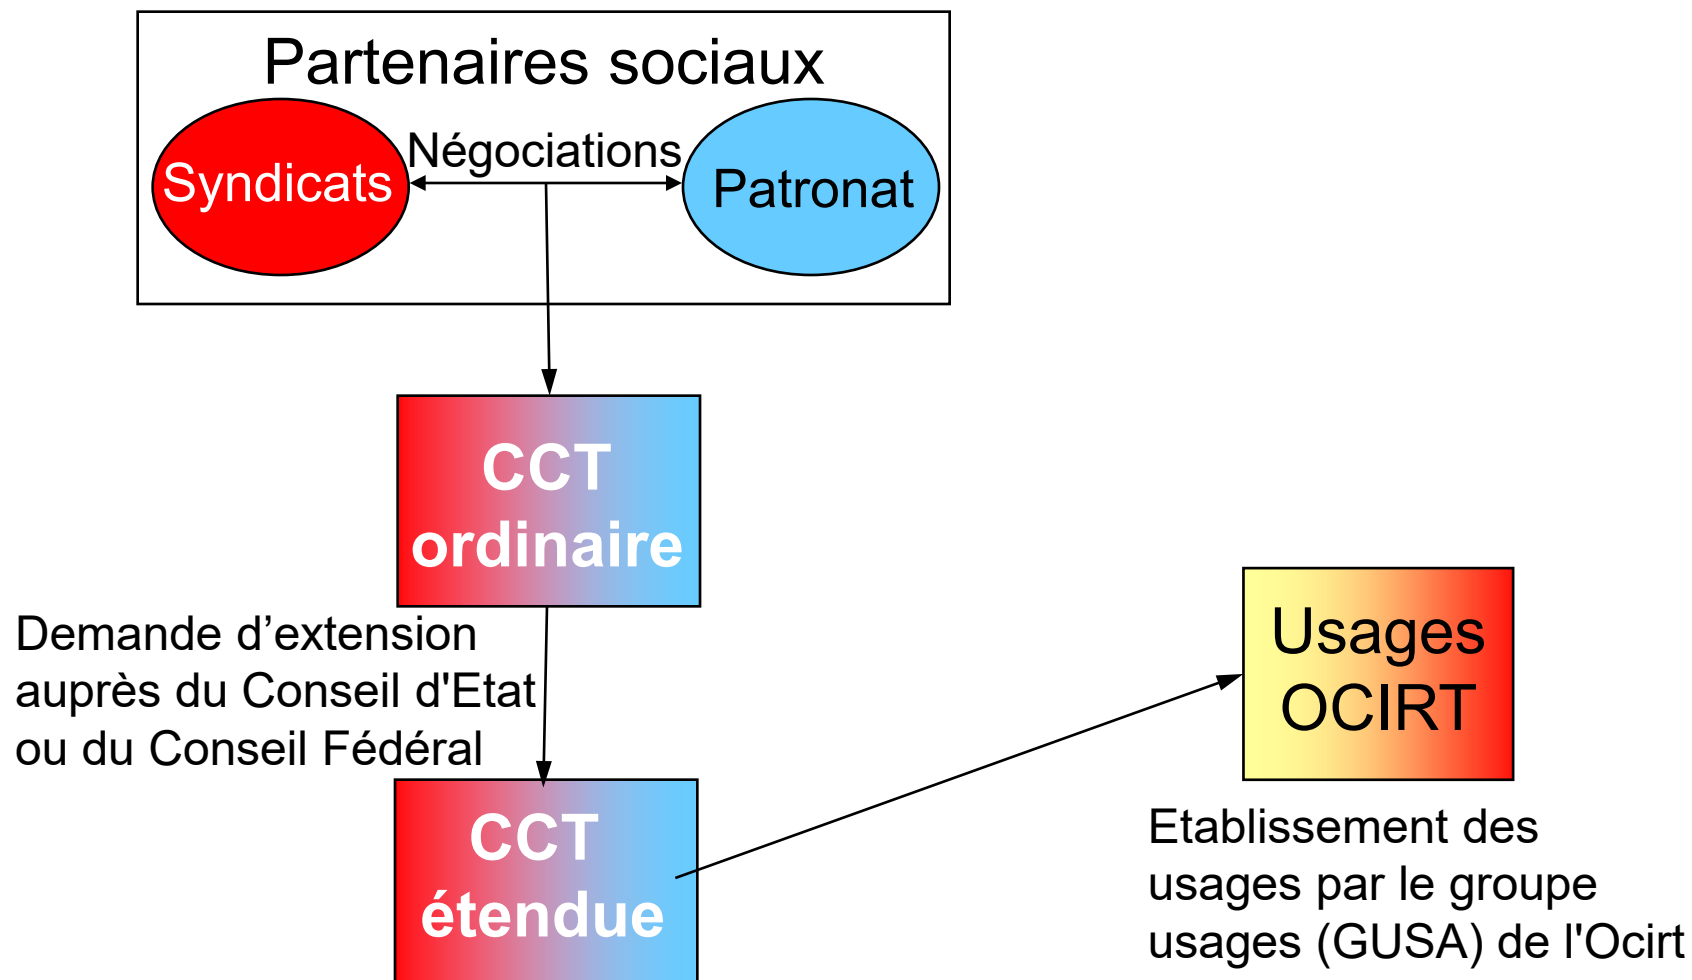 Partenaires sociaux
Négociations
Syndicats
Patronat
CCT
ordinaire
Demande d’extension
auprès du Conseil d'Etat
ou du Conseil Fédéral
Usages
OCIRT
CCT
étendue
Etablissement des
usages par le groupe
usages (GUSA) de l'Ocirt